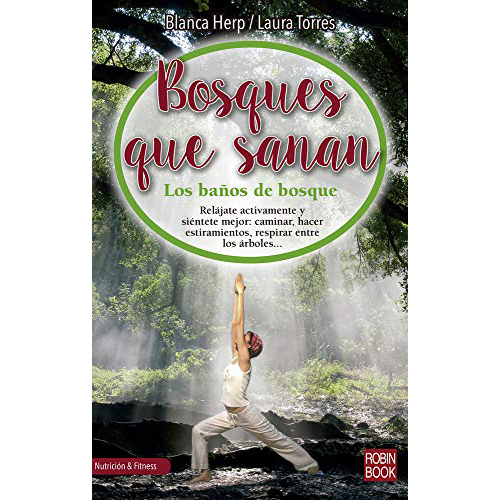 Blanca Herp / Laura Torres
Bosques
que sanan
Los baños de bosque
Relájate activamente y
siéntete mejor: caminar, hacer
estiramientos, respirar entre
los árboles...
Nutrición & Fitness
ROBIN
BOOK